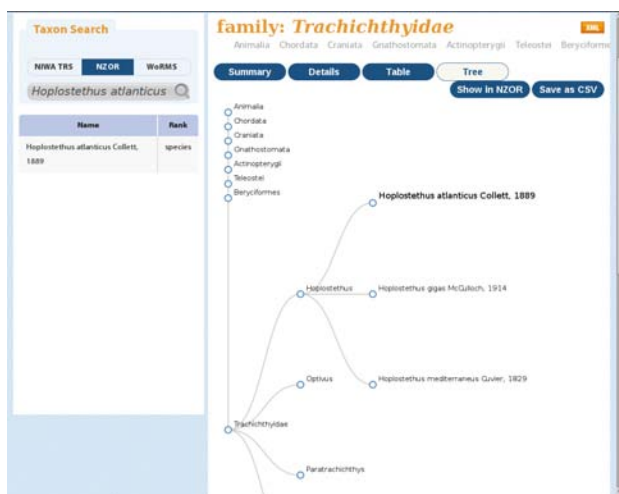 Taxon Search
NIWA TRS NZOR WoRMS
Hoplostethus atlanticus
Name Rank
Hoplostethus atlanticus Collett, species
1889
family: Trachichthyidae
XML
Animalia Chordata Craniata Gnathostomata Actinopterygii Teleostei Beryciforme
Summary Details Table Tree
Show in NZOR Save as CSV
Animalia
Chordata
Craniata
Gnathostomata
Actinopterygii
Teleostei
Beryciformes
Hoplostethus atlanticus Collett, 1889
Hoplostethus
Hoplostethus gigas McCulloch, 1914
Optivus
Hoplostethus mediterraneus Cuvier, 1829
Trachichthyidae
Paratrachichthys